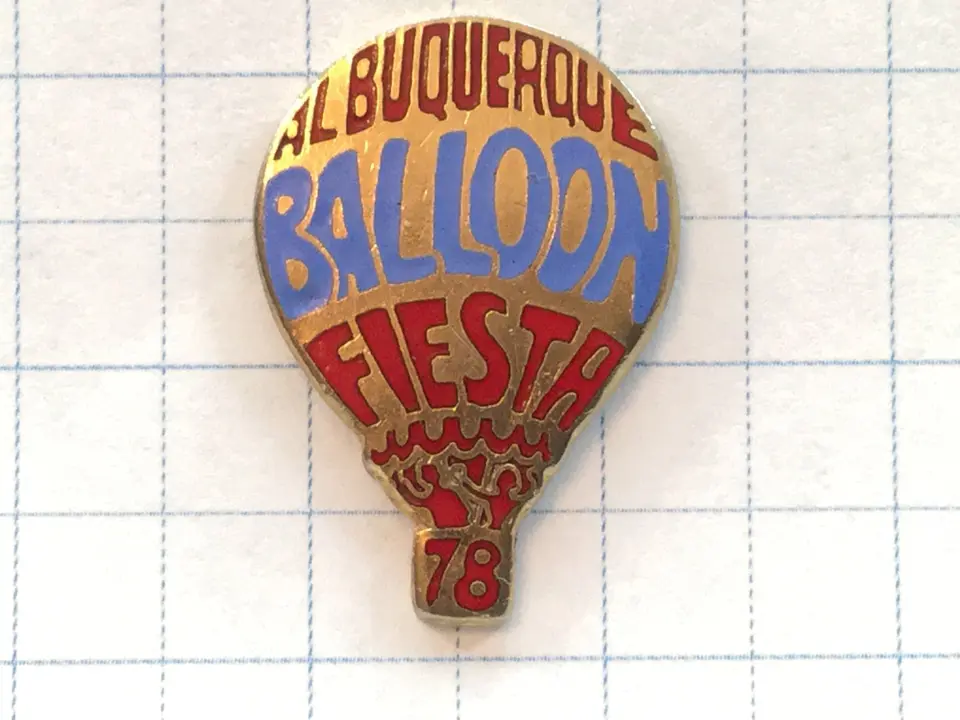 ALBUQUERQUE
BALLOON
FIESTA
78